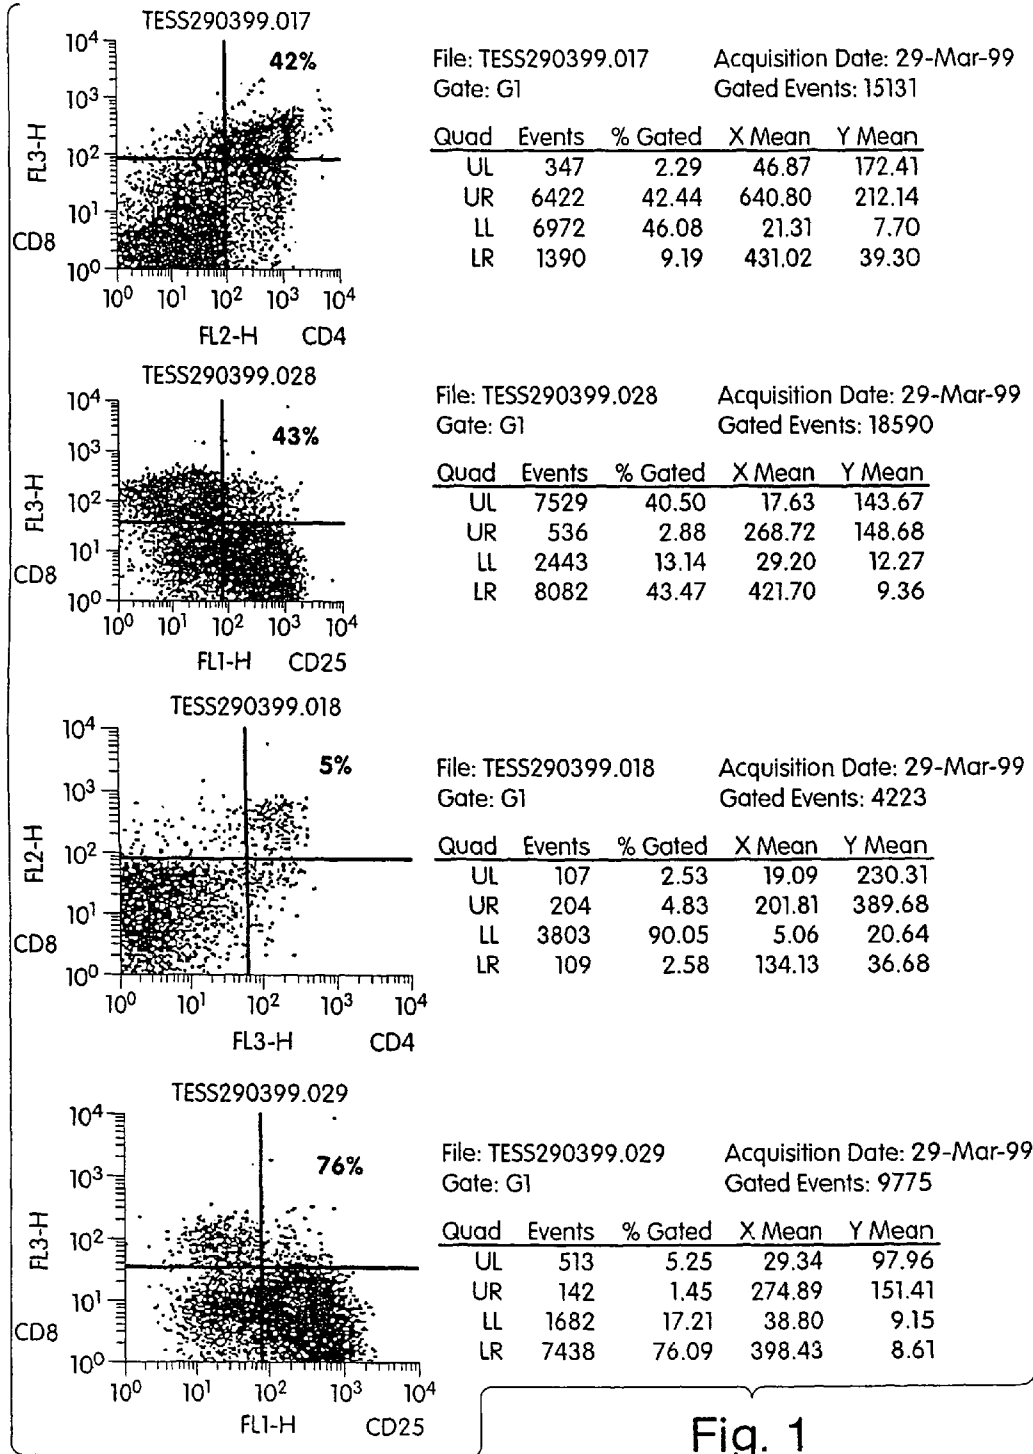 TESS290399.017
10⁴
10³
10²
10¹
10⁰
FL3-H
CD8
42%
10⁰ 10¹ 10² 10³ 10⁴
FL2-H CD4
File: TESS290399.017 Acquisition Date: 29-Mar-99
Gate: G1 Gated Events: 15131
Quad Events % Gated X Mean Y Mean
UL 347 2.29 46.87 172.41
UR 6422 42.44 640.80 212.14
LL 6972 46.08 21.31 7.70
LR 1390 9.19 431.02 39.30
TESS290399.028
10⁴
10³
10²
10¹
10⁰
FL3-H
CD8
43%
10⁰ 10¹ 10² 10³ 10⁴
FL1-H CD25
File: TESS290399.028 Acquisition Date: 29-Mar-99
Gate: G1 Gated Events: 18590
Quad Events % Gated X Mean Y Mean
UL 7529 40.50 17.63 143.67
UR 536 2.88 268.72 148.68
LL 2443 13.14 29.20 12.27
LR 8082 43.47 421.70 9.36
TESS290399.018
10⁴
10³
10²
10¹
10⁰
FL2-H
CD8
5%
10⁰ 10¹ 10² 10³ 10⁴
FL3-H CD4
File: TESS290399.018 Acquisition Date: 29-Mar-99
Gate: G1 Gated Events: 4223
Quad Events % Gated X Mean Y Mean
UL 107 2.53 19.09 230.31
UR 204 4.83 201.81 389.68
LL 3803 90.05 5.06 20.64
LR 109 2.58 134.13 36.68
TESS290399.029
10⁴
10³
10²
10¹
10⁰
FL3-H
CD8
76%
10⁰ 10¹ 10² 10³ 10⁴
FL1-H CD25
File: TESS290399.029 Acquisition Date: 29-Mar-99
Gate: G1 Gated Events: 9775
Quad Events % Gated X Mean Y Mean
UL 513 5.25 29.34 97.96
UR 142 1.45 274.89 151.41
LL 1682 17.21 38.80 9.15
LR 7438 76.09 398.43 8.61
Fig. 1